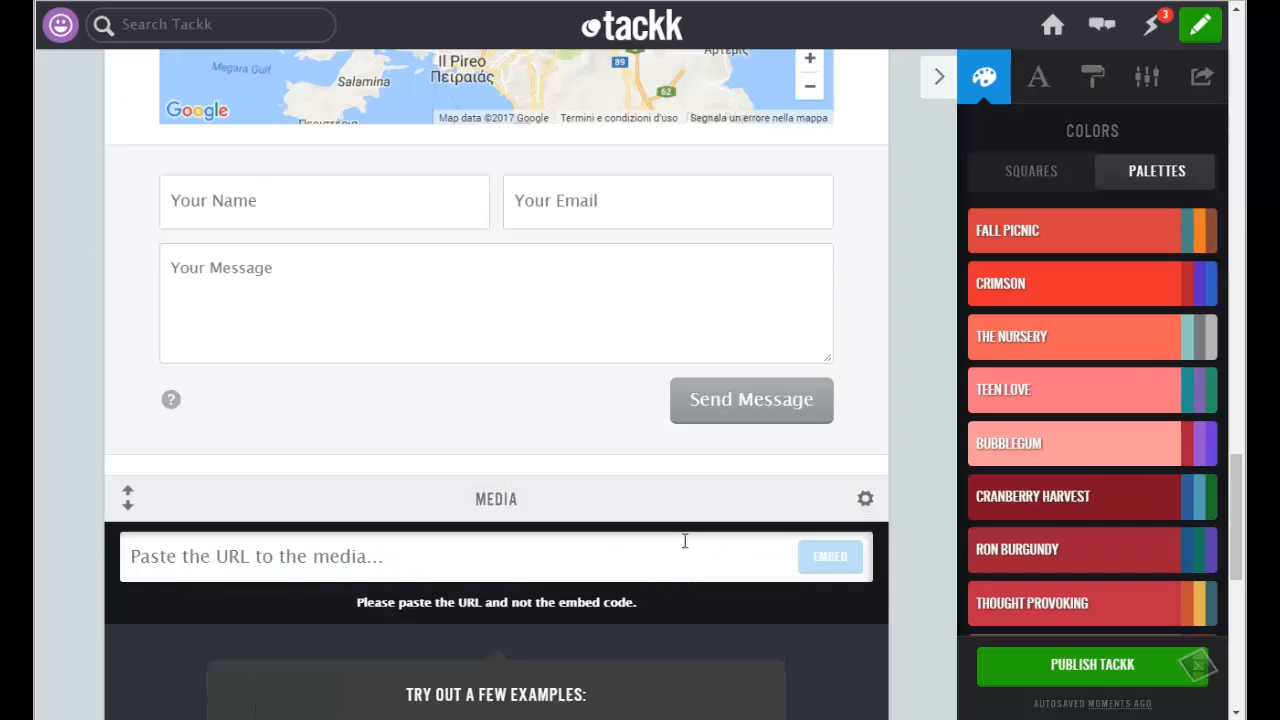 Search Tackk
tackk
3
Megara Gulf
Salamina
Il Pireo
Πειραιάς
89
62
+
−
Google
Map data ©2017 Google
Termini e condizioni d'uso
Segnala un errore nella mappa
Your Name
Your Email
Your Message
?
Send Message
MEDIA
Paste the URL to the media...
EMBED
Please paste the URL and not the embed code.
TRY OUT A FEW EXAMPLES:
A
COLORS
SQUARES
PALETTES
FALL PICNIC
CRIMSON
THE NURSERY
TEEN LOVE
BUBBLEGUM
CRANBERRY HARVEST
RON BURGUNDY
THOUGHT PROVOKING
PUBLISH TACKK
AUTOSAVED MOMENTS AGO